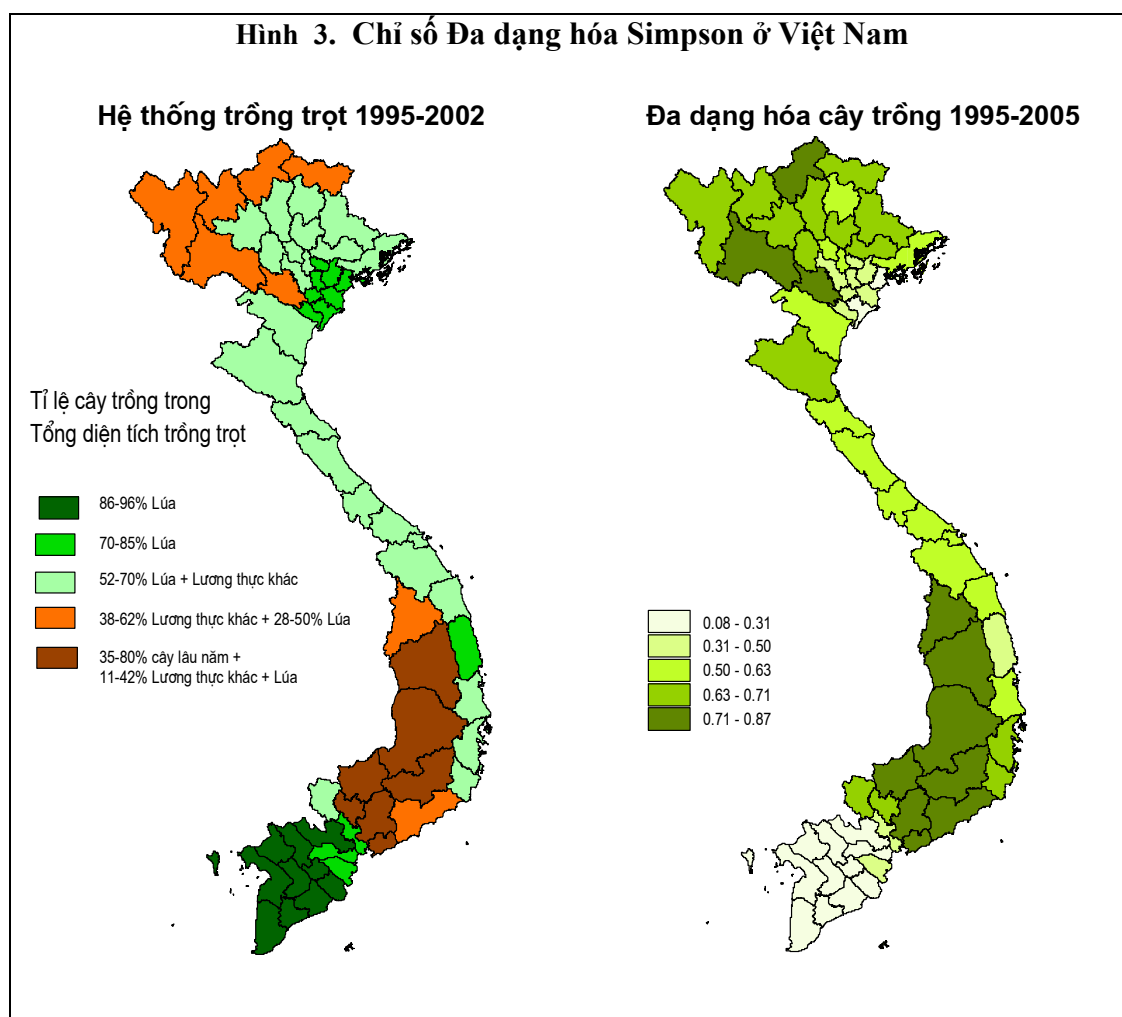 Hình 3. Chỉ số Đa dạng hóa Simpson ở Việt Nam
Hệ thống trồng trọt 1995-2002
Tỉ lệ cây trồng trong
Tổng diện tích trồng trọt
86-96% Lúa
70-85% Lúa
52-70% Lúa + Lương thực khác
38-62% Lương thực khác + 28-50% Lúa
35-80% cây lâu năm +
11-42% Lương thực khác + Lúa
Đa dạng hóa cây trồng 1995-2005
0.08 - 0.31
0.31 - 0.50
0.50 - 0.63
0.63 - 0.71
0.71 - 0.87